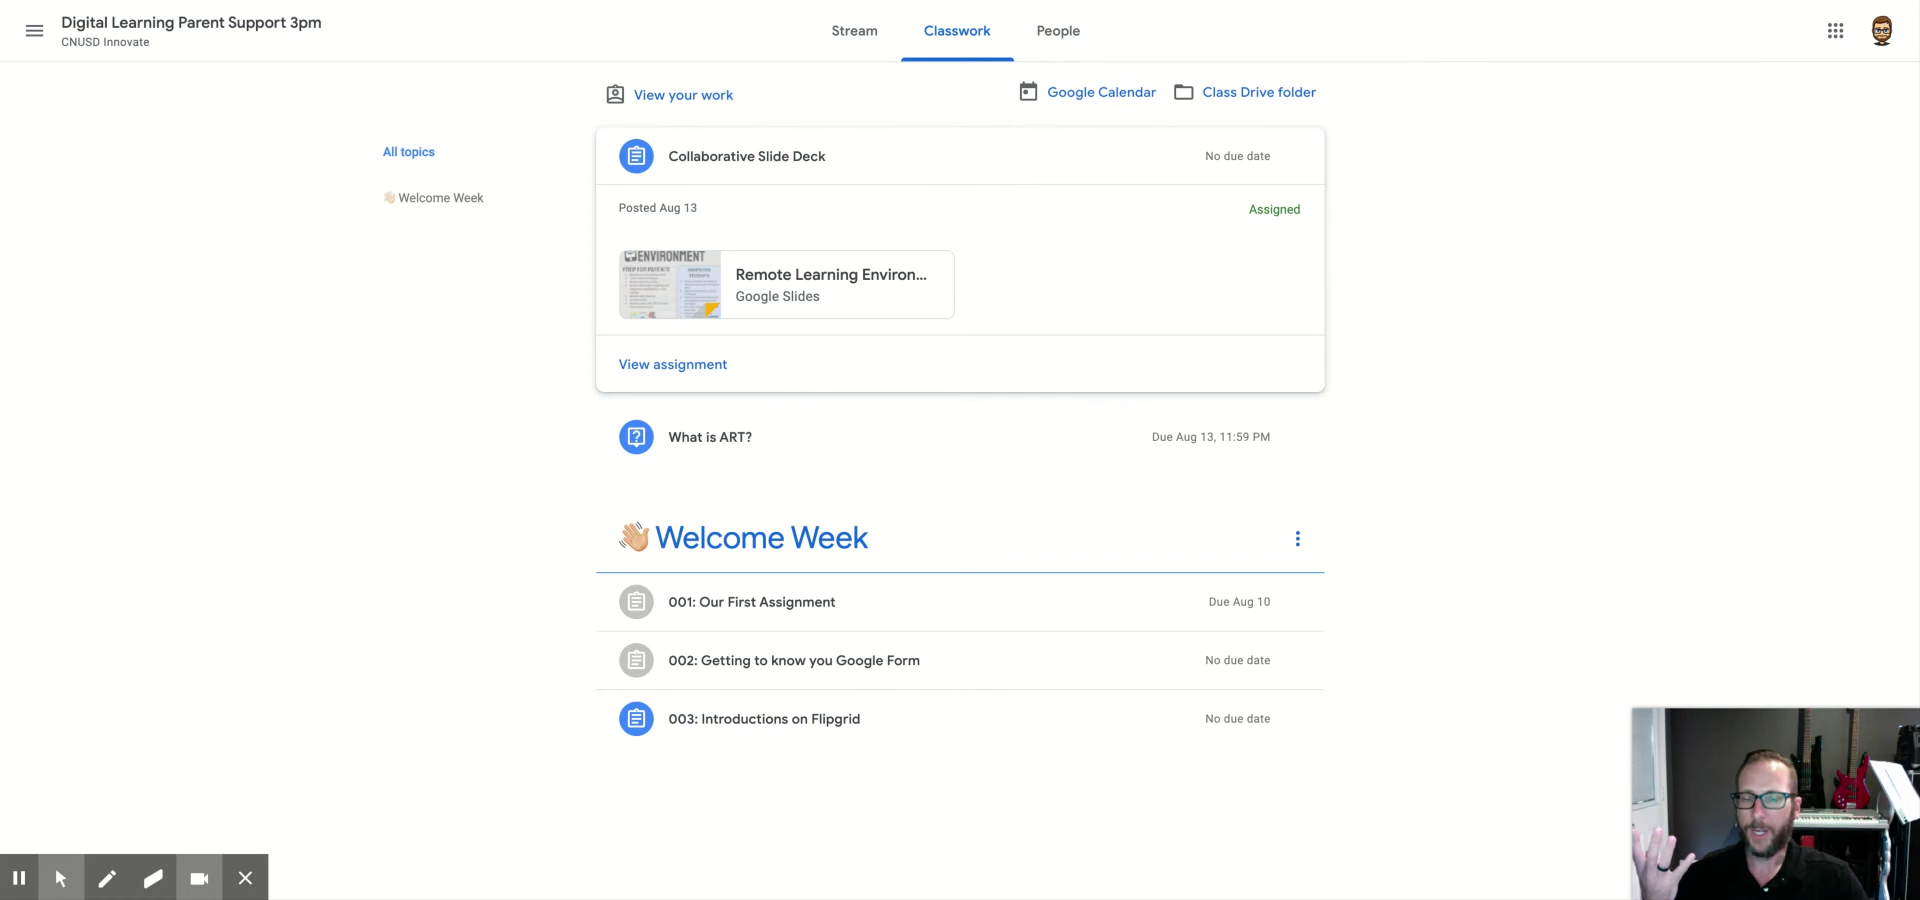 Digital Learning Parent Support 3pm
CNUSD Innovate
Stream
Classwork
People
View your work
Google Calendar
Class Drive folder
All topics
👋🏼 Welcome Week
Collaborative Slide Deck
No due date
Posted Aug 13
Assigned
ENVIRONMENT
Remote Learning Environ...
Google Slides
View assignment
What is ART?
Due Aug 13, 11:59 PM
👋🏼 Welcome Week
001: Our First Assignment
Due Aug 10
002: Getting to know you Google Form
No due date
003: Introductions on Flipgrid
No due date